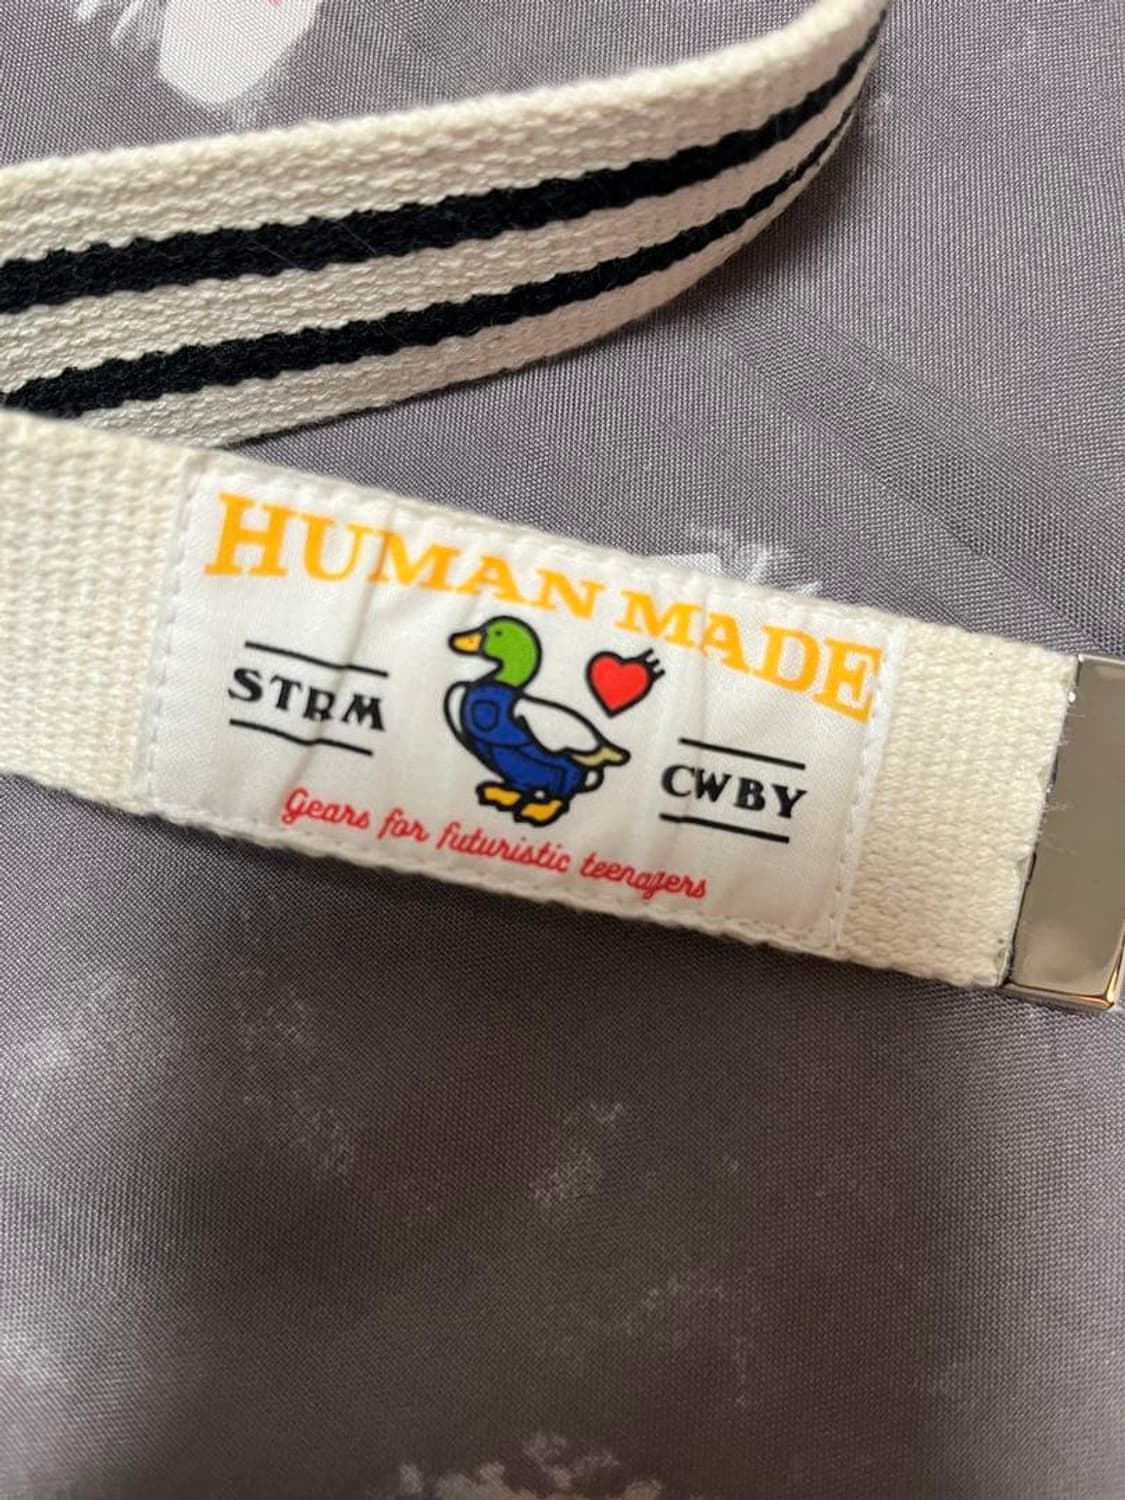 HUMAN MADE
STRM
CWBY
Gears for futuristic teenagers